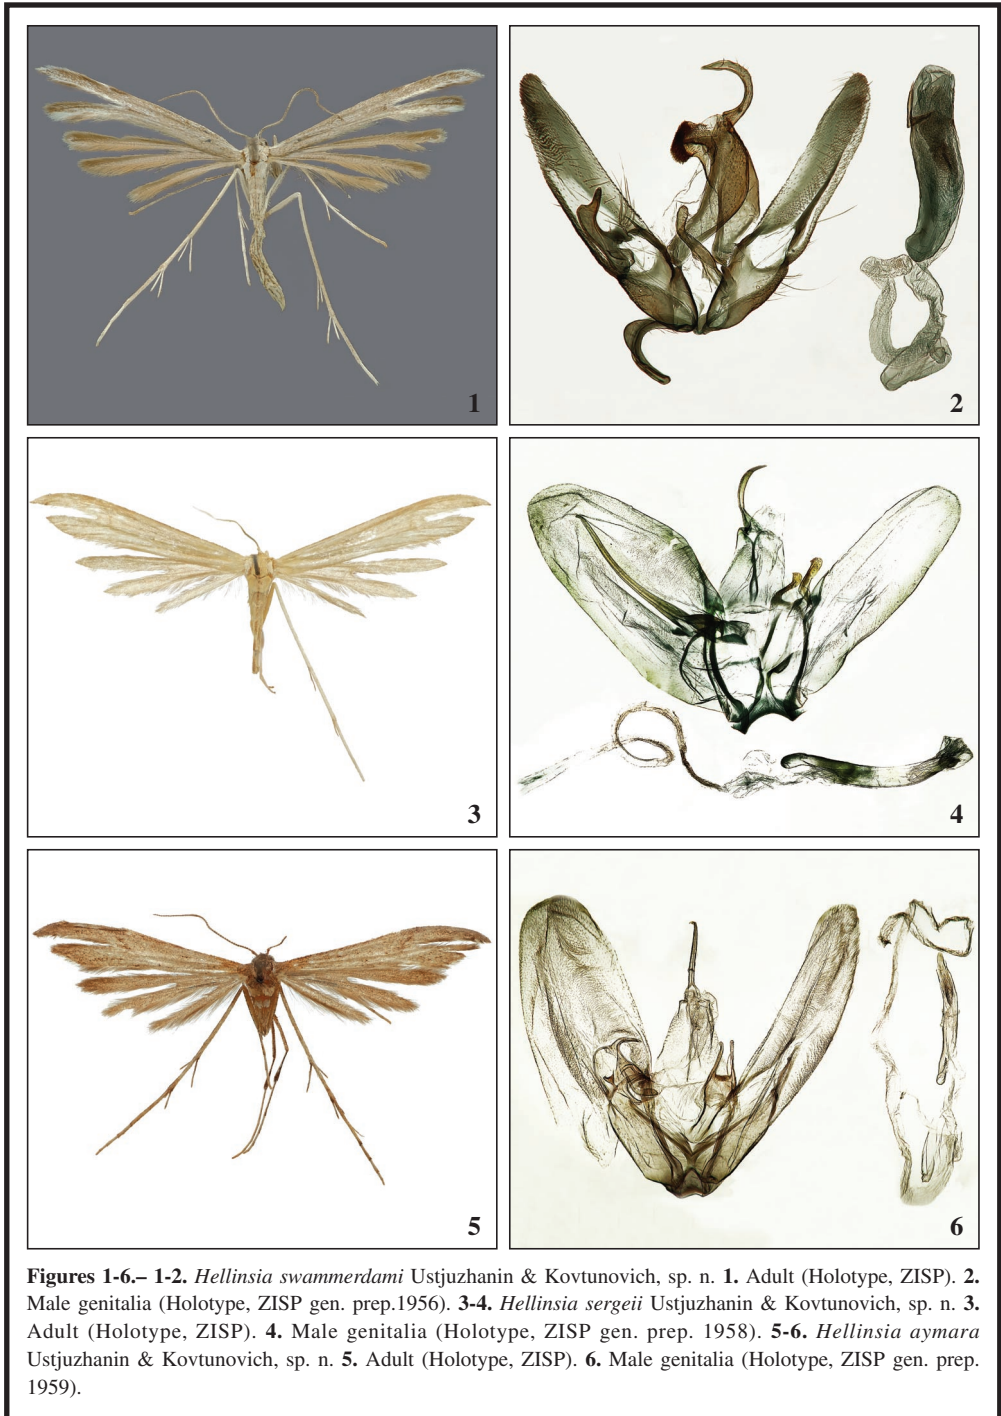 1
2
3
4
5
6
Figures 1-6.– 1-2. Hellinsia swammerdami Ustjuzhanin & Kovtunovich, sp. n. 1. Adult (Holotype, ZISP). 2.
Male genitalia (Holotype, ZISP gen. prep.1956). 3-4. Hellinsia sergeii Ustjuzhanin & Kovtunovich, sp. n. 3.
Adult (Holotype, ZISP). 4. Male genitalia (Holotype, ZISP gen. prep. 1958). 5-6. Hellinsia aymara
Ustjuzhanin & Kovtunovich, sp. n. 5. Adult (Holotype, ZISP). 6. Male genitalia (Holotype, ZISP gen. prep.
1959).